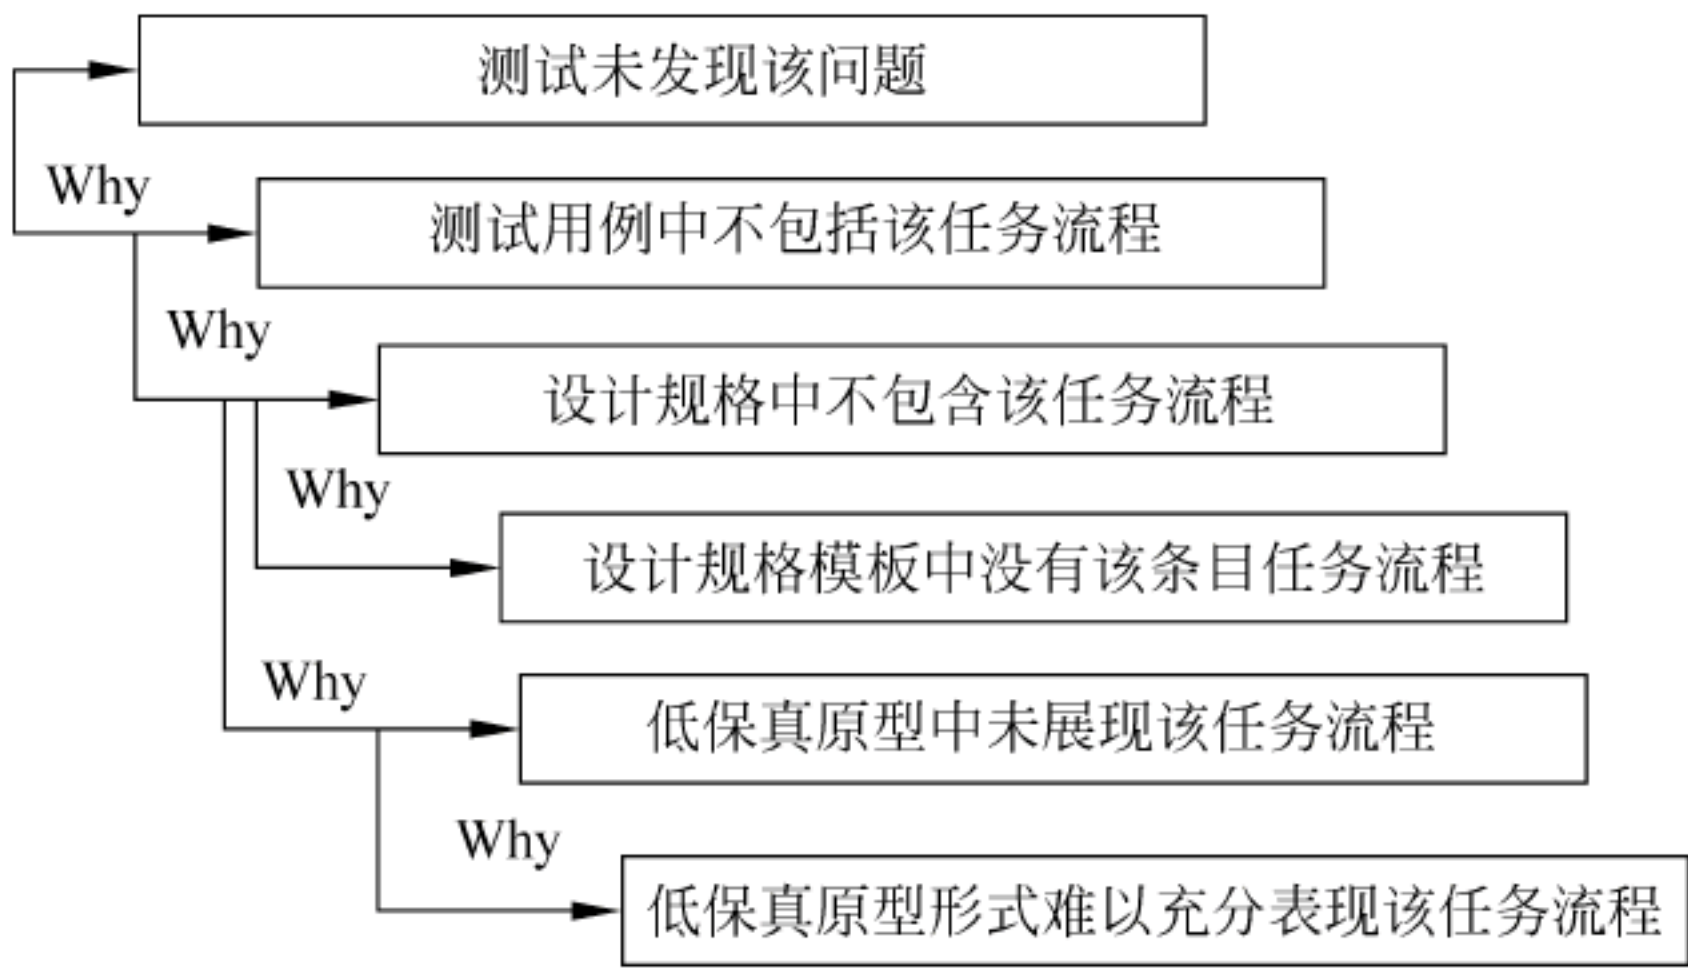 测试未发现该问题
Why
测试用例中不包括该任务流程
Why
设计规格中不包含该任务流程
Why
设计规格模板中没有该条目任务流程
Why
低保真原型中未展现该任务流程
Why
低保真原型形式难以充分表现该任务流程